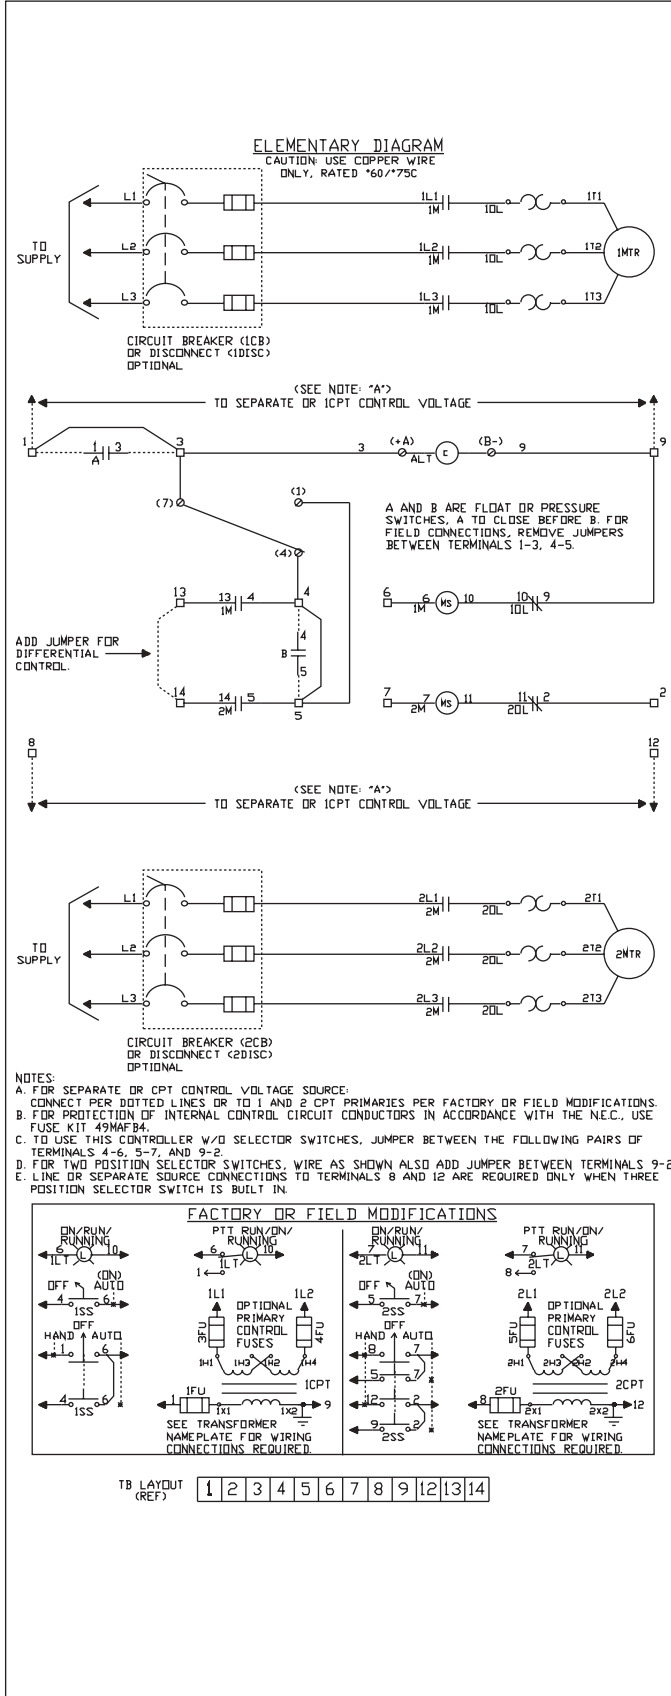 ELEMENTARY DIAGRAM
CAUTION: USE COPPER WIRE
ONLY, RATED *60/*75C
L1
1L1
1M
1OL
1T1
TO
SUPPLY
L2
1L2
1M
1OL
1T2
1MTR
L3
1L3
1M
1OL
1T3
CIRCUIT BREAKER (1CB)
OR DISCONNECT (1DISC)
OPTIONAL
(SEE NOTE: "A")
TO SEPARATE OR 1CPT CONTROL VOLTAGE
1
1
A
3
3
3
(+A)
ALT
E
(B-)
9
9
(7)
(1)
A AND B ARE FLOAT OR PRESSURE
SWITCHES, A TO CLOSE BEFORE B. FOR
FIELD CONNECTIONS, REMOVE JUMPERS
BETWEEN TERMINALS 1-3, 4-5.
(4)
13
13
1M
4
4
6
6
1M
MS
10
10
1OL
9
ADD JUMPER FOR
DIFFERENTIAL
CONTROL.
4
B
5
14
14
2M
5
5
7
7
2M
MS
11
11
2OL
2
2
8
12
(SEE NOTE: "A")
TO SEPARATE OR 1CPT CONTROL VOLTAGE
L1
2L1
2M
2OL
2T1
TO
SUPPLY
L2
2L2
2M
2OL
2T2
2MTR
L3
2L3
2M
2OL
2T3
CIRCUIT BREAKER (2CB)
OR DISCONNECT (2DISC)
OPTIONAL
NOTES:
A. FOR SEPARATE OR CPT CONTROL VOLTAGE SOURCE:
CONNECT PER DOTTED LINES OR TO 1 AND 2 CPT PRIMARIES PER FACTORY OR FIELD MODIFICATIONS.
B. FOR PROTECTION OF INTERNAL CONTROL CIRCUIT CONDUCTORS IN ACCORDANCE WITH THE N.E.C., USE
FUSE KIT 49MAFB4.
C. TO USE THIS CONTROLLER W/O SELECTOR SWITCHES, JUMPER BETWEEN THE FOLLOWING PAIRS OF
TERMINALS 4-6, 5-7, AND 9-2.
D. FOR TWO POSITION SELECTOR SWITCHES, WIRE AS SHOWN ALSO ADD JUMPER BETWEEN TERMINALS 9-2
E. LINE OR SEPARATE SOURCE CONNECTIONS TO TERMINALS 8 AND 12 ARE REQUIRED ONLY WHEN THREE
POSITION SELECTOR SWITCH IS BUILT IN.
FACTORY OR FIELD MODIFICATIONS
ON/RUN/
RUNNING
6
1LT
L
10
PTT RUN/ON/
RUNNING
6
1LT
L
10
1
ON/RUN/
RUNNING
7
2LT
L
11
PTT RUN/ON/
RUNNING
7
2LT
L
11
8
OFF
(ON)
AUTO
4
1SS
6
OFF
(ON)
AUTO
5
2SS
7
OFF
HAND
AUTO
1
6
4
1SS
6
1L1
1L2
3FU
OPTIONAL
PRIMARY
CONTROL
FUSES
4FU
1H1
1H3
1H2
1H4
1CPT
1
1FU
1X1
1X2
9
SEE TRANSFORMER
NAMEPLATE FOR WIRING
CONNECTIONS REQUIRED.
OFF
HAND
AUTO
8
7
5
7
12
2
9
2SS
2
2L1
2L2
5FU
OPTIONAL
PRIMARY
CONTROL
FUSES
6FU
2H1
2H3
2H2
2H4
2CPT
8
2FU
2X1
2X2
12
SEE TRANSFORMER
NAMEPLATE FOR WIRING
CONNECTIONS REQUIRED.
TB LAYOUT
(REF)
1 2 3 4 5 6 7 8 9 12 13 14